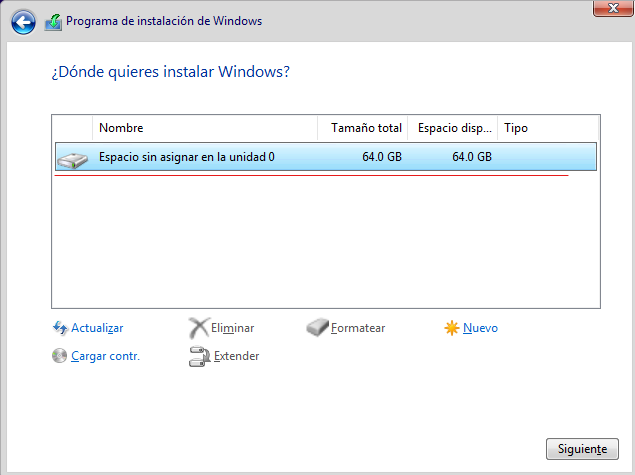 Programa de instalación de Windows
¿Dónde quieres instalar Windows?
Nombre Tamaño total Espacio disp... Tipo
Espacio sin asignar en la unidad 0 64.0 GB 64.0 GB
Actualizar Eliminar Formatear Nuevo
Cargar contr. Extender
Siguiente